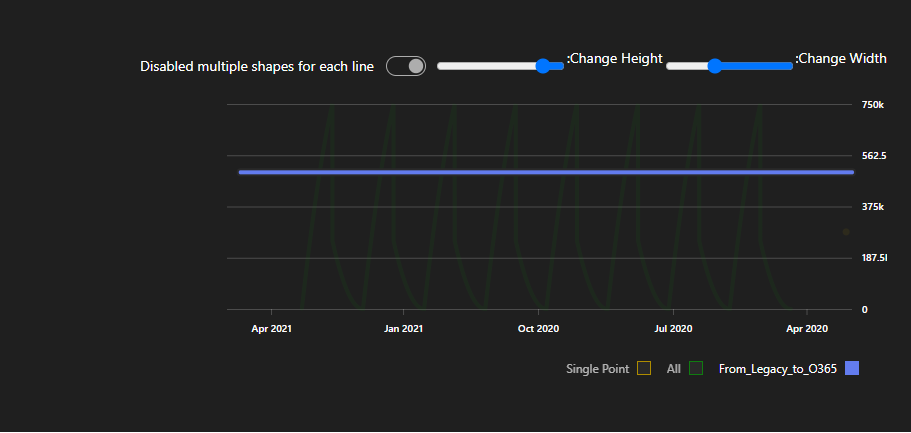 Disabled multiple shapes for each line
:Change Height
:Change Width
750k
562.5
375k
187.5l
0
Apr 2021
Jan 2021
Oct 2020
Jul 2020
Apr 2020
Single Point
All
From_Legacy_to_O365